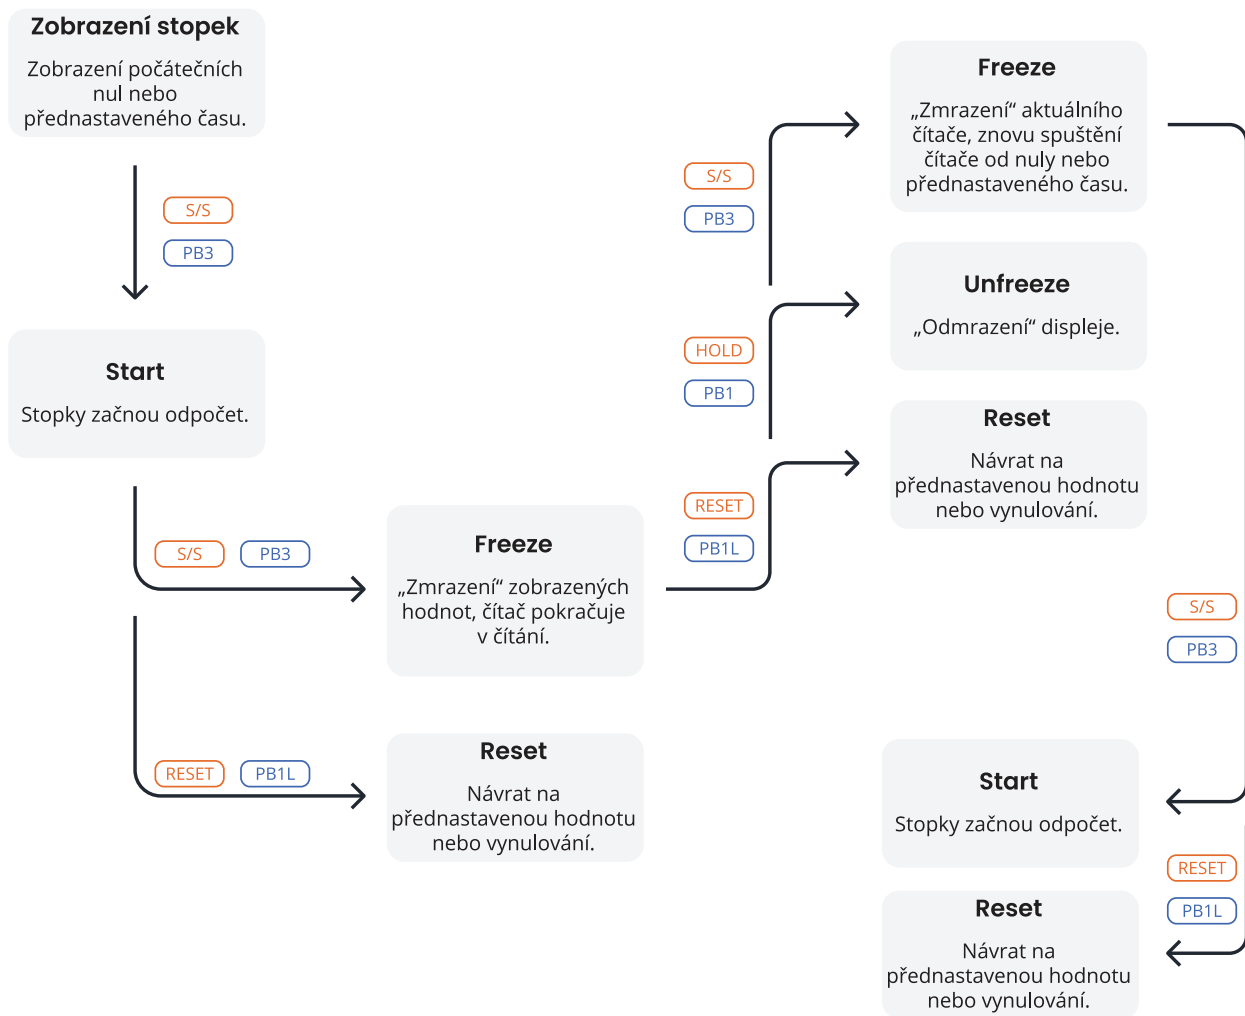 Zobrazení stopek
Zobrazení počátečních
nul nebo
přednastaveného času.
S/S
PB3
Start
Stopky začnou odpočet.
S/S PB3
Freeze
„Zmrazení“ zobrazených
hodnot, čítač pokračuje
v čítání.
RESET PB1L
Reset
Návrat na
přednastavenou hodnotu
nebo vynulování.
S/S
PB3
Freeze
„Zmrazení“ aktuálního
čítače, znovu spuštění
čítače od nuly nebo
přednastaveného času.
HOLD
PB1
Unfreeze
„Odmrazení“ displeje.
RESET
PB1L
Reset
Návrat na
přednastavenou hodnotu
nebo vynulování.
S/S
PB3
Start
Stopky začnou odpočet.
RESET
PB1L
Reset
Návrat na
přednastavenou hodnotu
nebo vynulování.